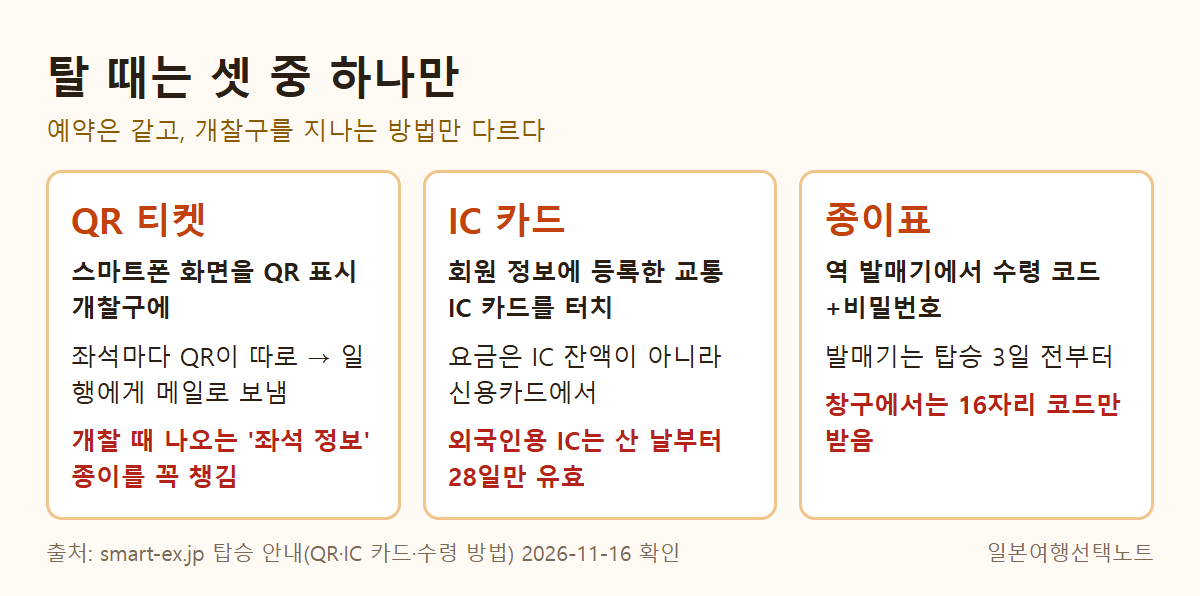 탈 때는 셋 중 하나만
예약은 같고, 개찰구를 지나는 방법만 다르다
QR 티켓
스마트폰 화면을 QR 표시
개찰구에
좌석마다 QR이 따로 → 일
행에게 메일로 보냄
개찰 때 나오는 '좌석 정보'
종이를 꼭 챙김
IC 카드
회원 정보에 등록한 교통
IC 카드를 터치
요금은 IC 잔액이 아니라
신용카드에서
외국인용 IC는 산 날부터
28일만 유효
종이표
역 발매기에서 수령 코드
+비밀번호
발매기는 탑승 3일 전부터
창구에서는 16자리 코드만
받음
출처: smart-ex.jp 탑승 안내(QR·IC 카드·수령 방법) 2026-11-16 확인
일본여행선택노트